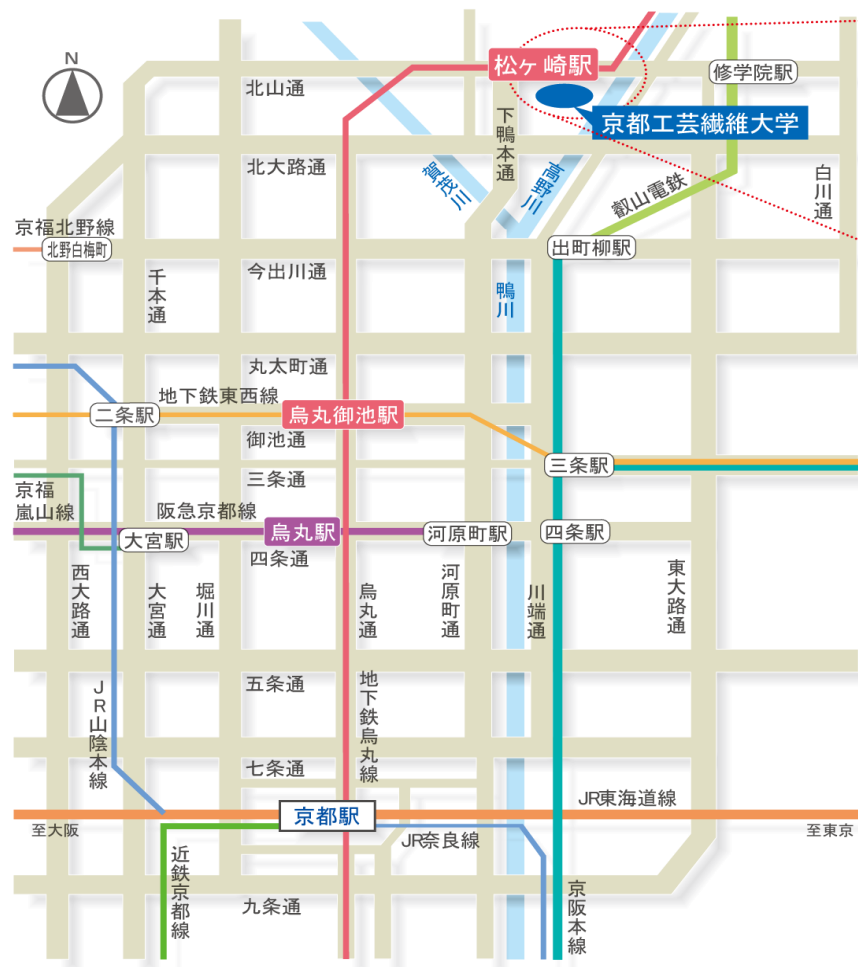 N
松ヶ崎駅
修学院駅
北山通
京都工芸繊維大学
下鴨本通
北大路通
賀茂川
高野川
叡山電鉄
白川通
京福北野線
北野白梅町
出町柳駅
千本通
今出川通
鴨川
丸太町通
地下鉄東西線
二条駅
烏丸御池駅
御池通
三条駅
三条通
京福
嵐山線
阪急京都線
大宮駅
烏丸駅
河原町駅
四条駅
四条通
西大路通
大宮通
堀川通
烏丸通
河原町通
川端通
東大路通
五条通
地下鉄烏丸線
JR山陰本線
七条通
京都駅
JR東海道線
至大阪
JR奈良線
至東京
近鉄京都線
九条通
京阪本線